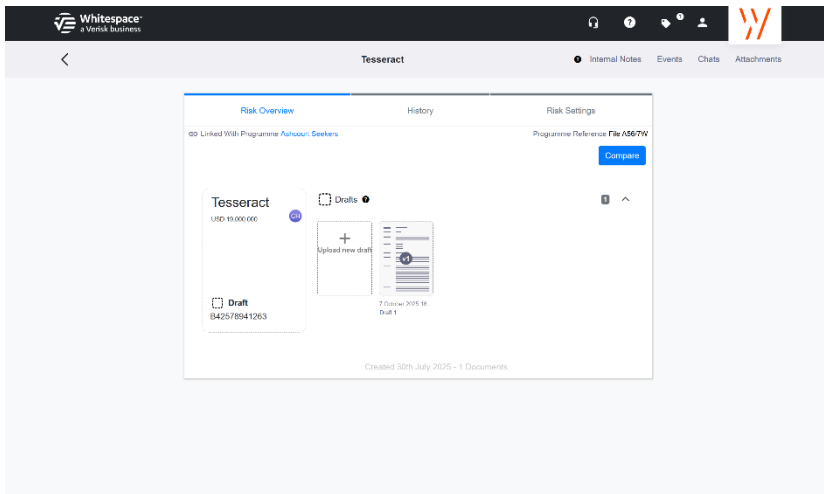 Whitespace
a Verisk business
1
Tesseract
Internal Notes Events Chats Attachments
Risk Overview History Risk Settings
Linked With Programme Ashcourt Seekers
Programme Reference File A56/7W
Compare
Tesseract
USD 19,000,000
CH
Drafts
1
Upload new draft
v1
7 October 2025 16
Draft 1
Draft
B42578941263
Created 30th July 2025 - 1 Documents